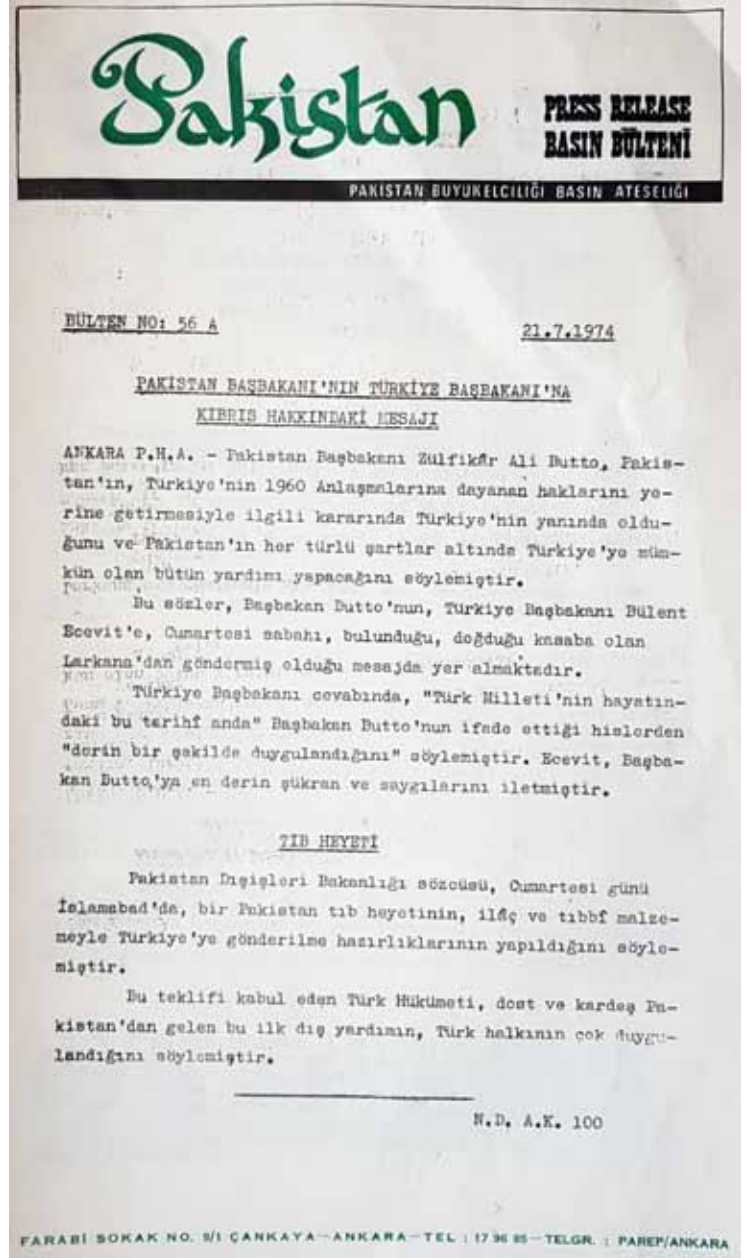 Pakistan
PRESS RELEASE
BASIN BÜLTENİ
PAKISTAN BUYUKELCİLİĞİ BASIN ATESELİĞİ
BÜLTEN NO: 56 A
21.7.1974
PAKİSTAN BAŞBAKANI'NIN TÜRKİYE BAŞBAKANI'NA
KIBRIS HAKKINDAKİ MESAJI
ANKARA P.H.A. - Pakistan Başbakanı Zülfikâr Ali Butto, Pakis-
tan'ın, Türkiye'nin 1960 Anlaşmalarına dayanan haklarını ye-
rine getirmesiyle ilgili kararında Türkiye'nin yanında oldu-
ğunu ve Pakistan'ın her türlü şartlar altında Türkiye'ye müm-
kün olan bütün yardımı yapacağını söylemiştir.
Bu sözler, Başbakan Butto'nun, Türkiye Başbakanı Bülent
Ecevit'e, Cumartesi sabahı, bulunduğu, doğduğu kasaba olan
Larkana'dan göndermiş olduğu mesajda yer almaktadır.
Türkiye Başbakanı cevabında, "Türk Milleti'nin hayatın-
daki bu tarihî anda" Başbakan Butto'nun ifade ettiği hislerden
"derin bir şekilde duygulandığını" söylemiştir. Ecevit, Başba-
kan Butto,'ya en derin şükran ve saygılarını iletmiştir.
TIB HEYETİ
Pakistan Dışişleri Bakanlığı sözcüsü, Cumartesi günü
İslamabad'da, bir Pakistan tıb heyetinin, ilâç ve tıbbî malze-
meyle Türkiye'ye gönderilme hazırlıklarının yapıldığını söyle-
miştir.
Bu teklifi kabul eden Türk Hükümeti, dost ve kardeş Pa-
kistan'dan gelen bu ilk dış yardımın, Türk halkının çok duygu-
landığını söylemiştir.
N.D. A.K. 100
FARABİ SOKAK NO. 9/1 ÇANKAYA—ANKARA—TEL : 17 96 85—TELGR. : PAREP/ANKARA